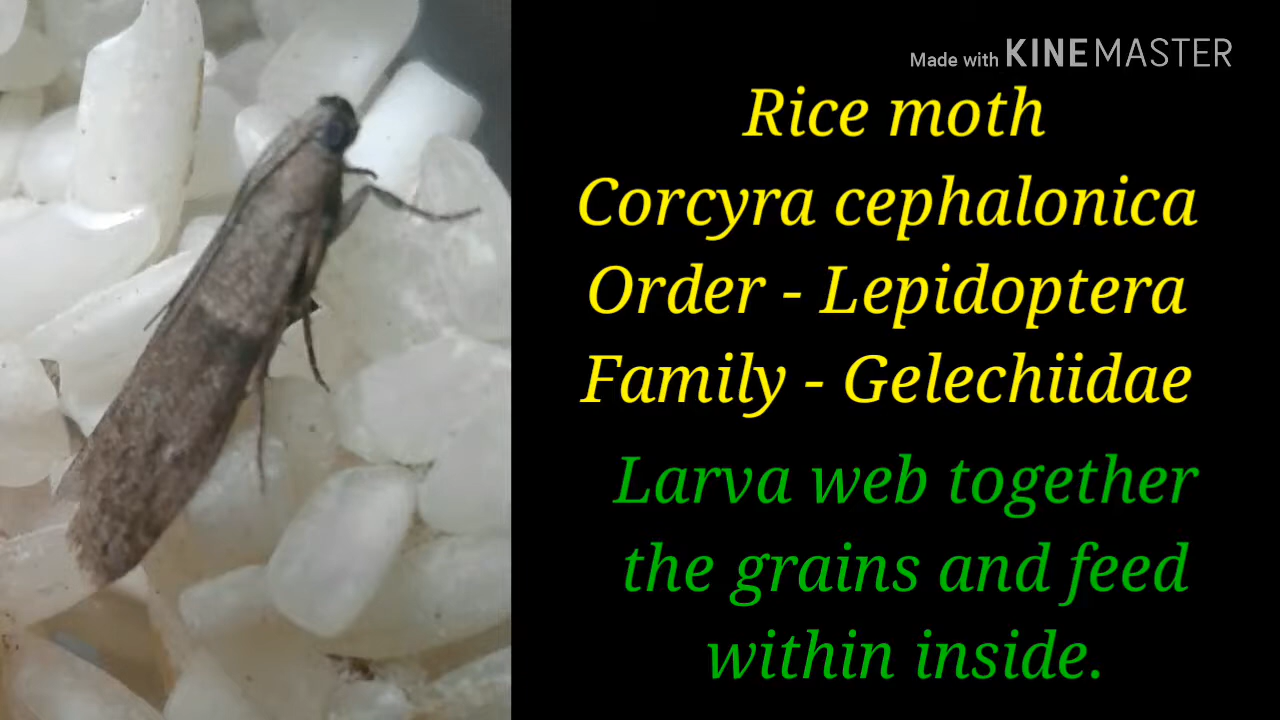 Made with KINEMASTER
Rice moth
Corcyra cephalonica
Order - Lepidoptera
Family - Gelechiidae
Larva web together
the grains and feed
within inside.